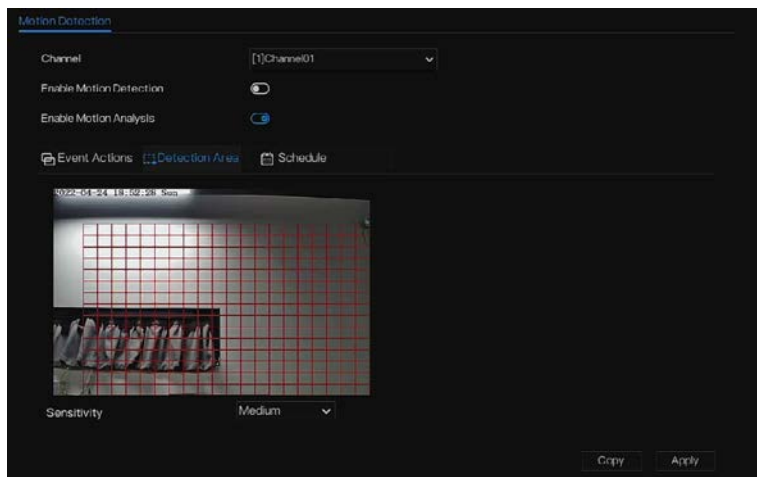 Motion Detection
Channel [1]Channel01
Enable Motion Detection
Enable Motion Analysis
Event Actions Detection Area Schedule
2022-04-24 18:52:28 Sun
Sensitivity Medium
Copy Apply